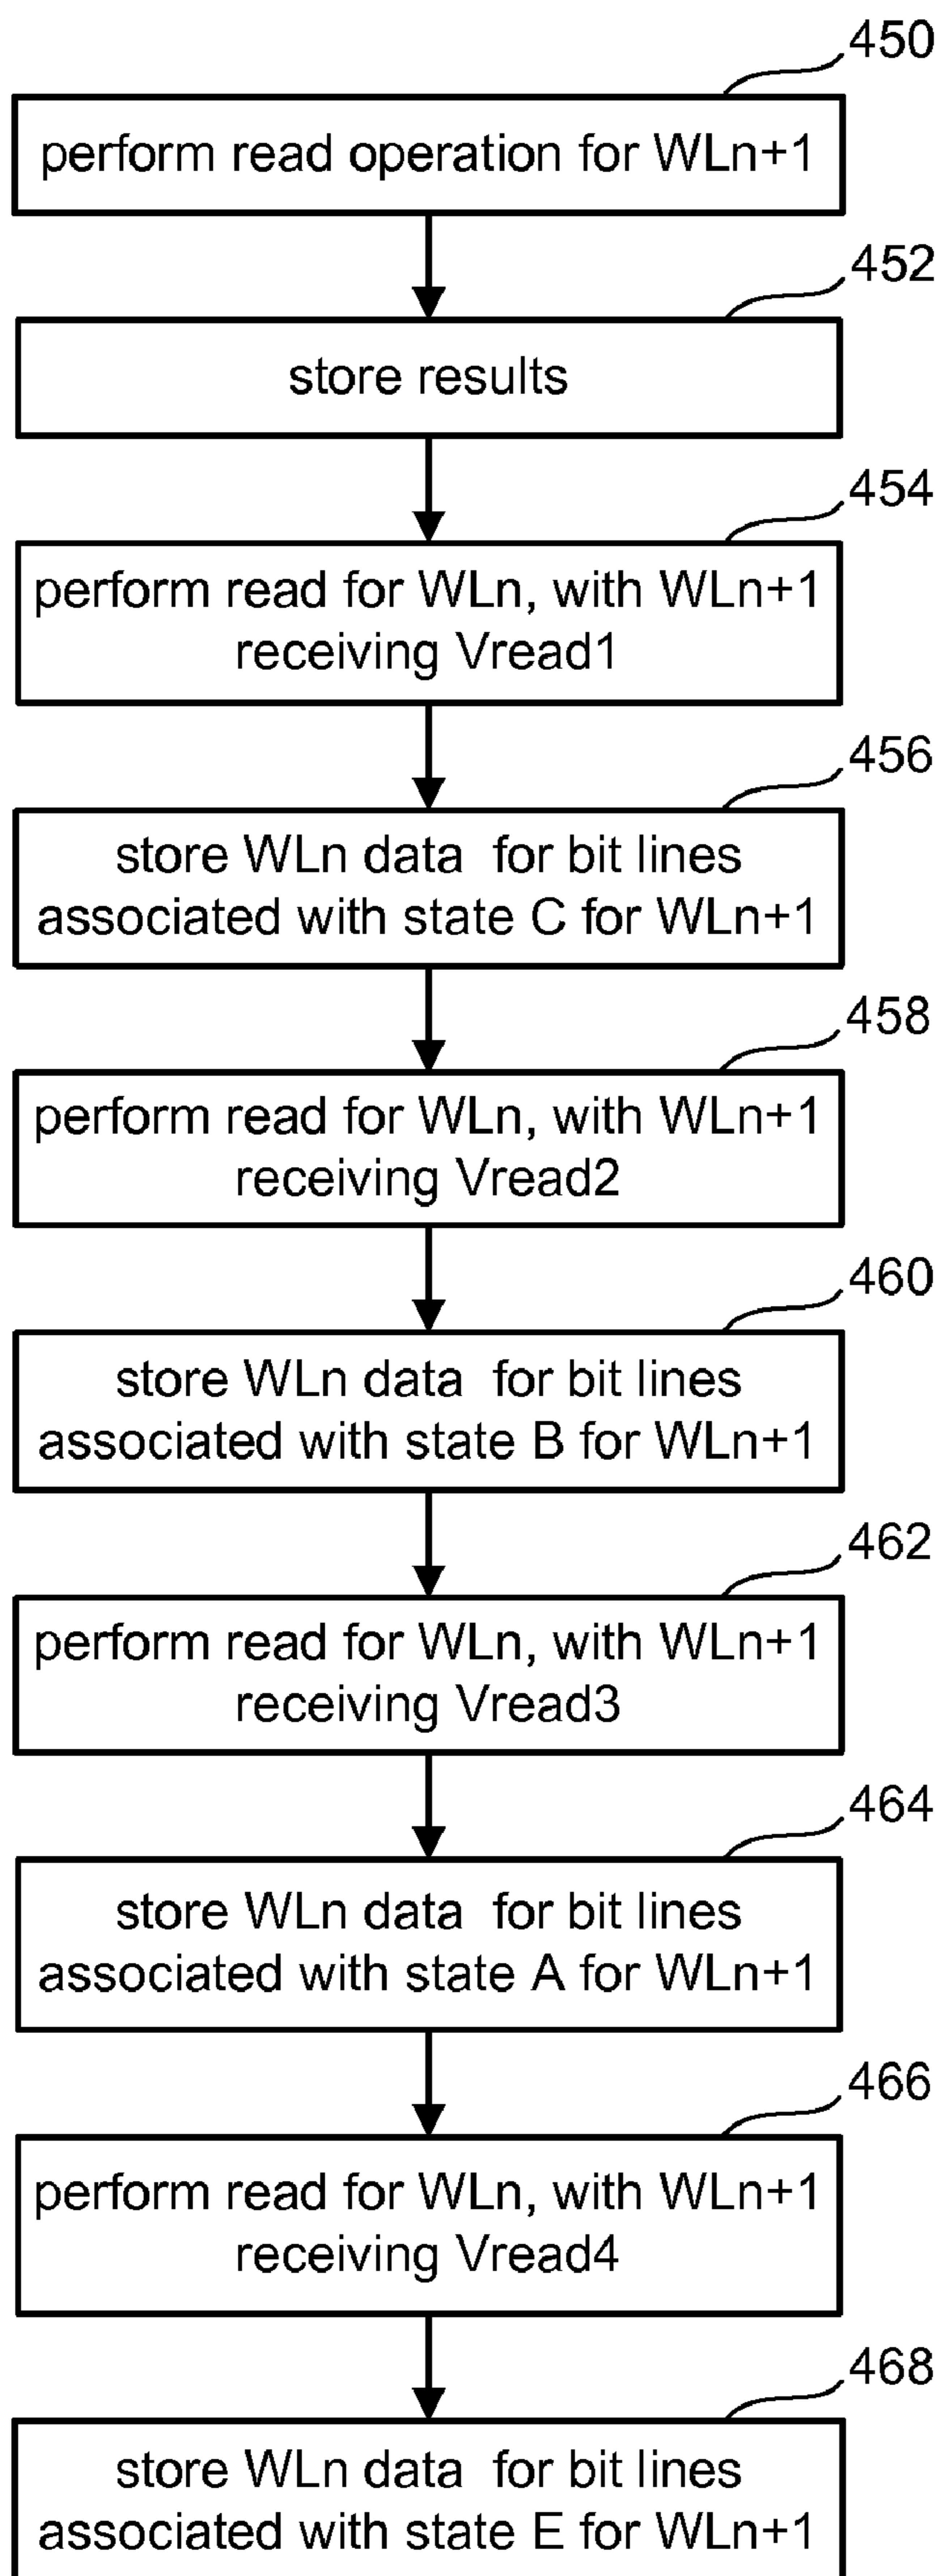 450
perform read operation for WLn+1
452
store results
454
perform read for WLn, with WLn+1
receiving Vread1
456
store WLn data for bit lines
associated with state C for WLn+1
458
perform read for WLn, with WLn+1
receiving Vread2
460
store WLn data for bit lines
associated with state B for WLn+1
462
perform read for WLn, with WLn+1
receiving Vread3
464
store WLn data for bit lines
associated with state A for WLn+1
466
perform read for WLn, with WLn+1
receiving Vread4
468
store WLn data for bit lines
associated with state E for WLn+1